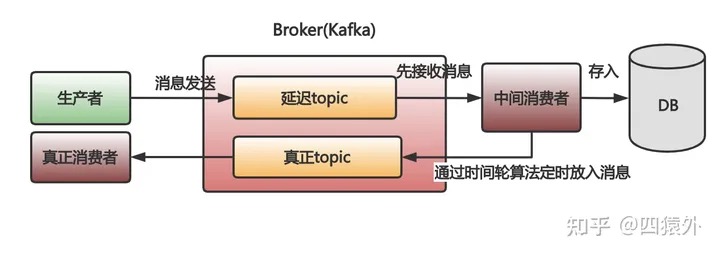 Broker(Kafka)
生产者
消息发送
延迟topic
先接收消息
中间消费者
存入
DB
真正消费者
真正topic
通过时间轮算法定时放入消息
知乎 @四猿外